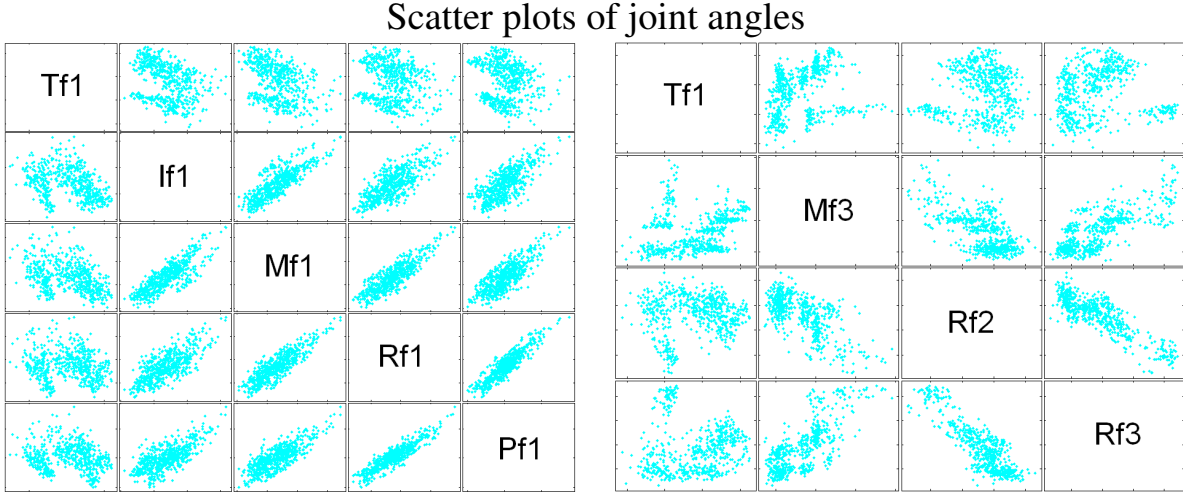 Scatter plots of joint angles
Tf1
If1
Mf1
Rf1
Pf1
Tf1
Mf3
Rf2
Rf3